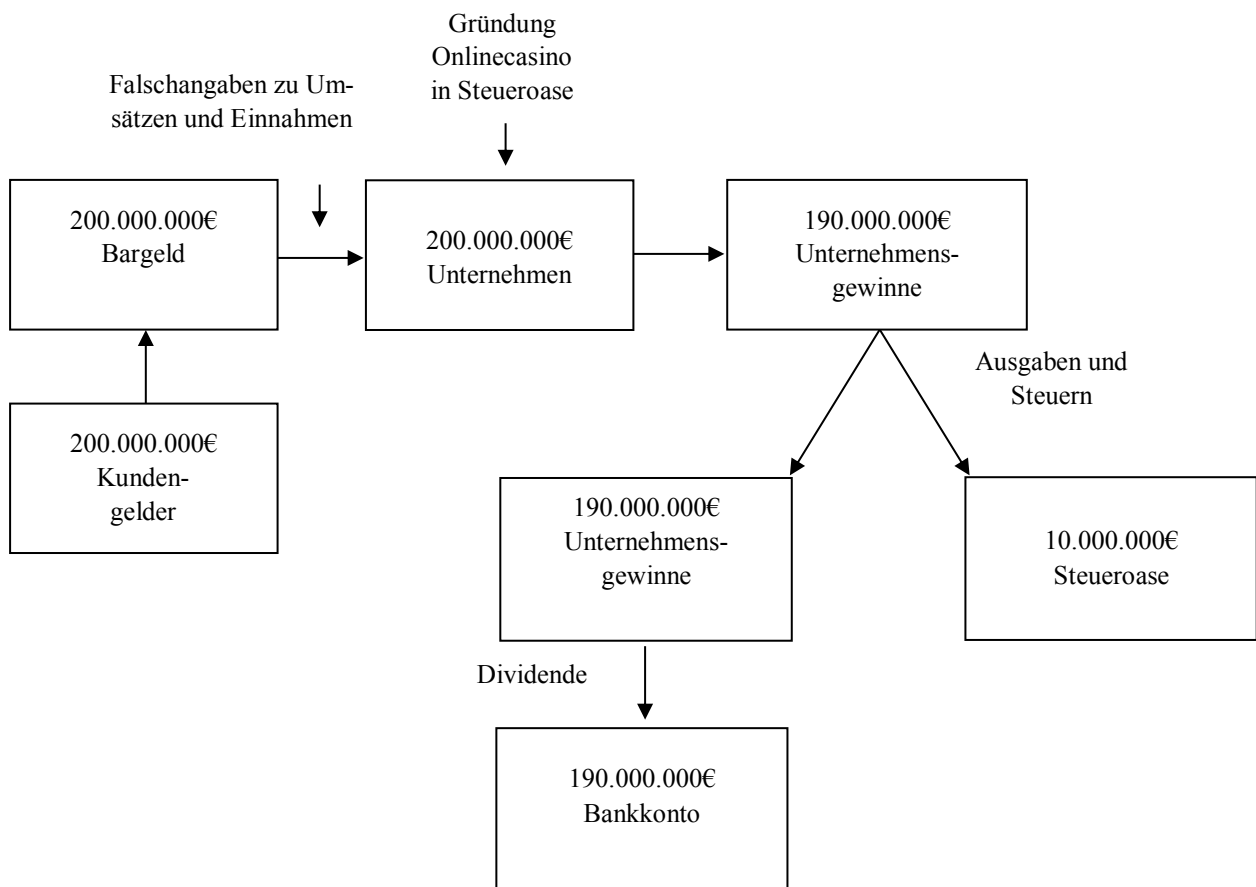 Gründung
Onlinecasino
in Steueroase
Falschangaben zu Um-
sätzen und Einnahmen
200.000.000€
Bargeld
200.000.000€
Unternehmen
190.000.000€
Unternehmens-
gewinne
Ausgaben und
Steuern
200.000.000€
Kunden-
gelder
190.000.000€
Unternehmens-
gewinne
10.000.000€
Steueroase
Dividende
190.000.000€
Bankkonto